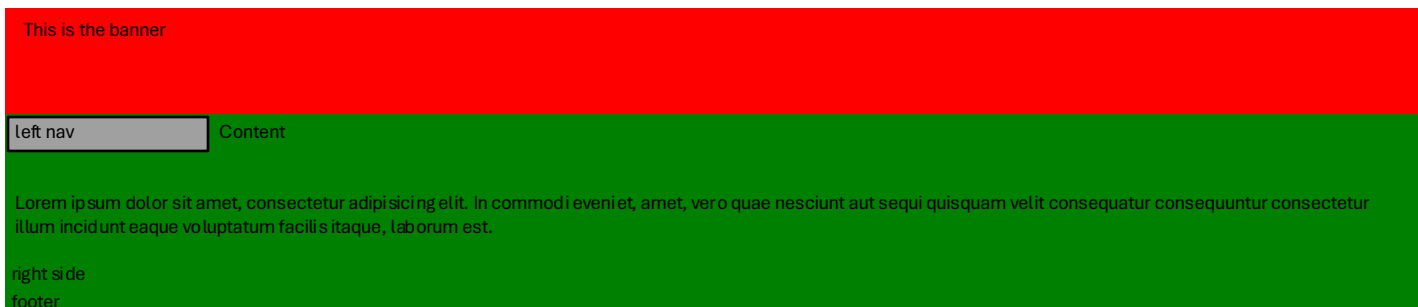 This is the banner
left nav
Content
Lorem ipsum dolor sit amet, consectetur adipisicing elit. In commodi eveniet, amet, vero quae nesciunt aut sequi quisquam velit consequatur consequuntur consectetur
illum incidunt eaque voluptatum facilis itaque, laborum est.
right side
footer